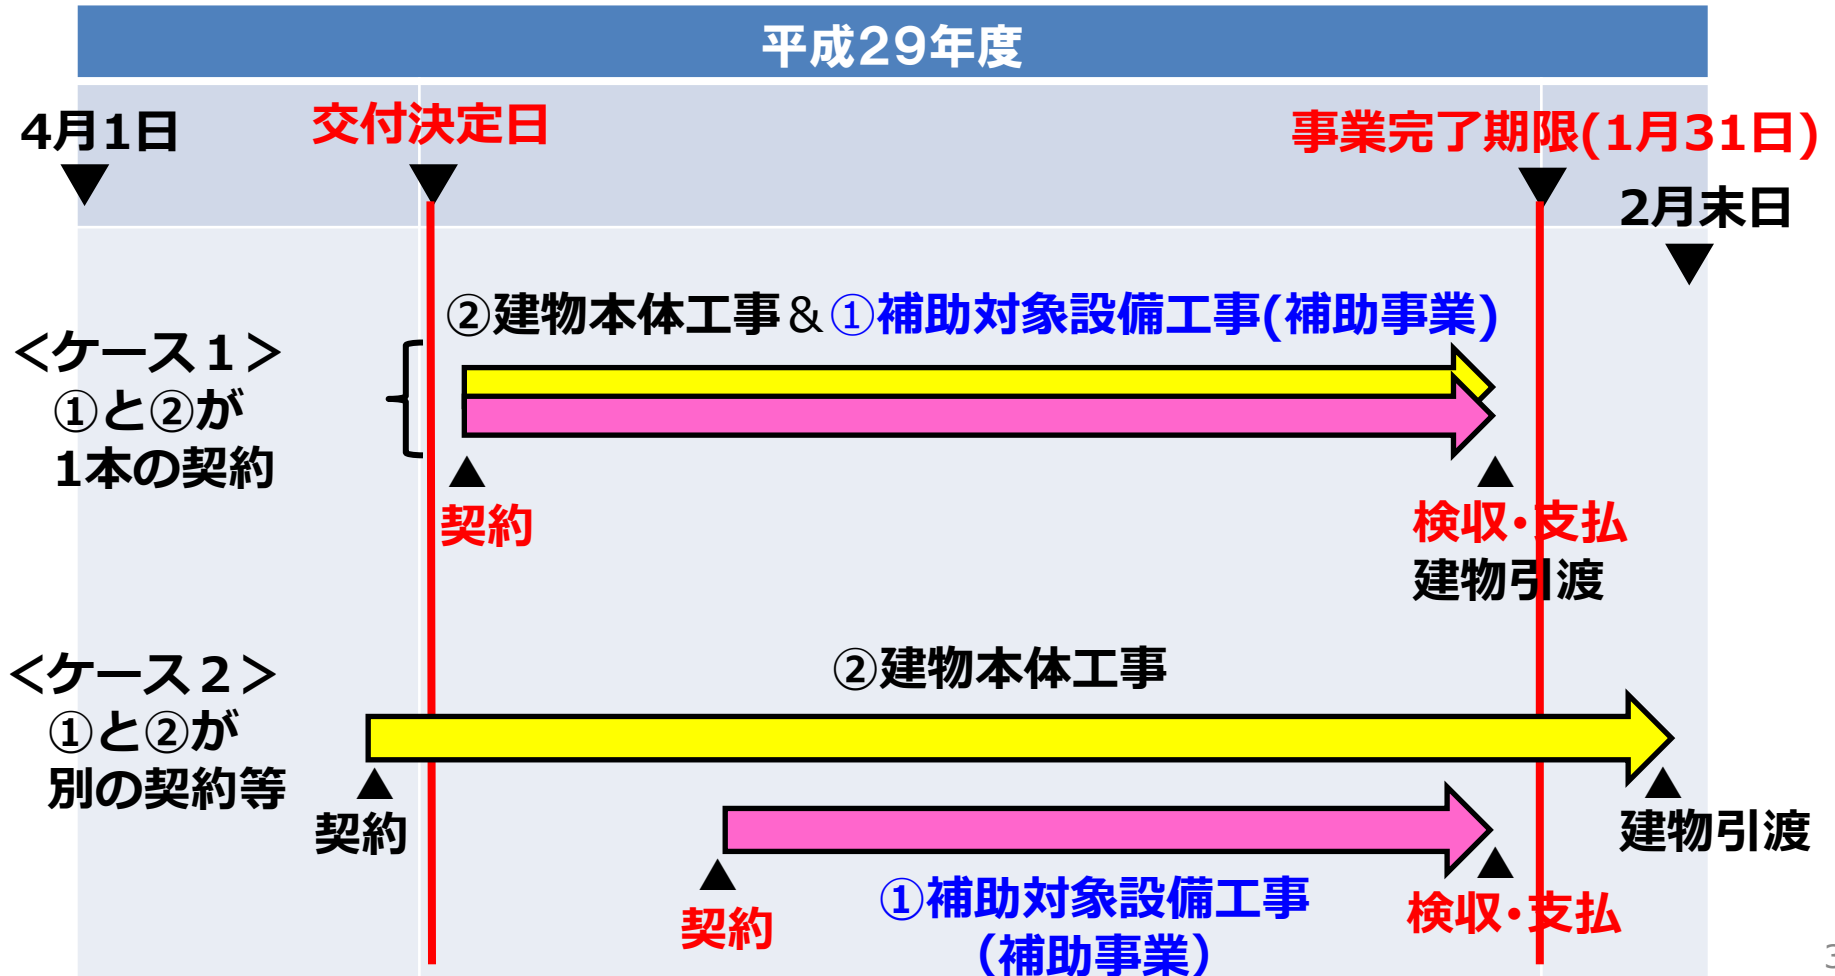 平成29年度
4月1日
交付決定日
事業完了期限(1月31日)
2月末日
②建物本体工事&①補助対象設備工事(補助事業)
<ケース1>
①と②が
1本の契約
契約
検収・支払
建物引渡
<ケース2>
①と②が
別の契約等
②建物本体工事
契約
建物引渡
契約
①補助対象設備工事
(補助事業)
検収・支払
3